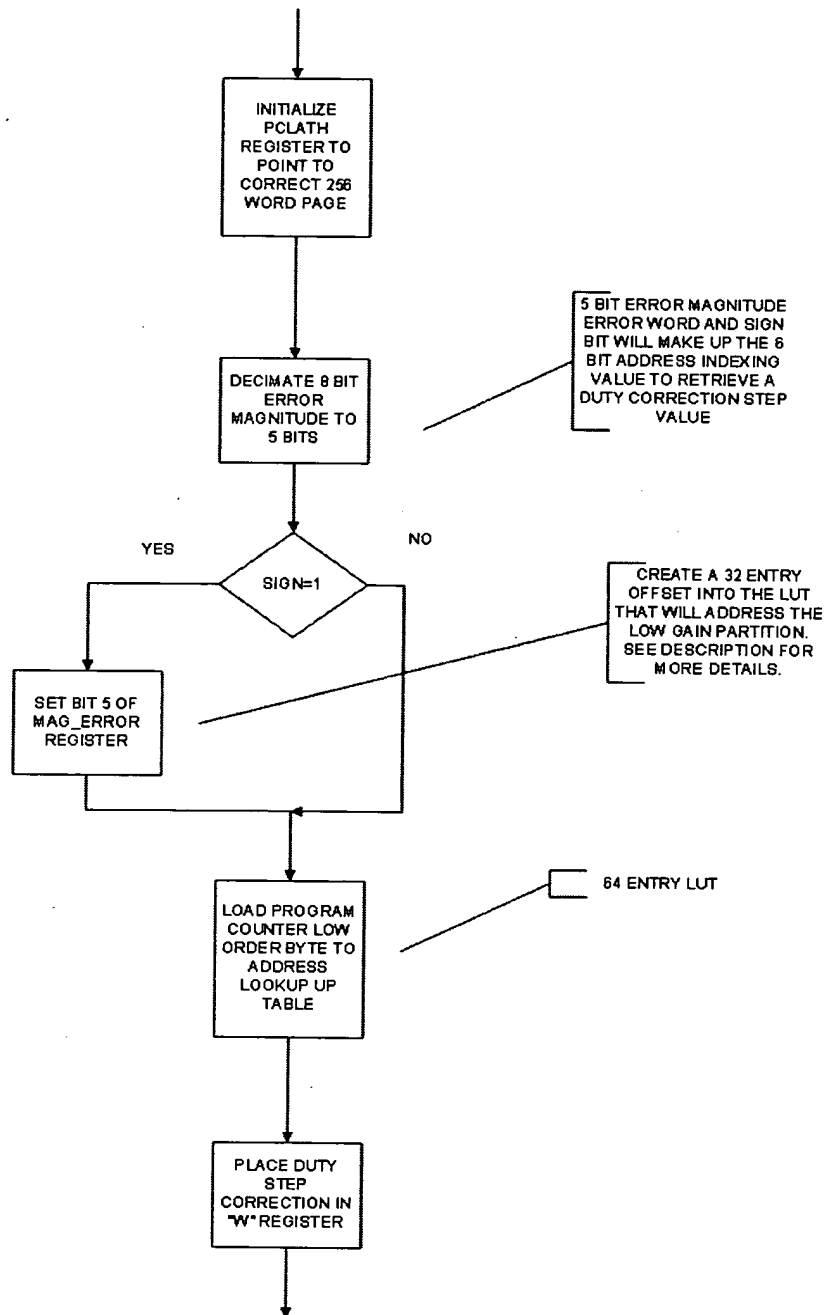 INITIALIZE
PCLATH
REGISTER TO
POINT TO
CORRECT 256
WORD PAGE
5 BIT ERROR MAGNITUDE
ERROR WORD AND SIGN
BIT WILL MAKE UP THE 6
BIT ADDRESS INDEXING
VALUE TO RETRIEVE A
DUTY CORRECTION STEP
VALUE
DECIMATE 8 BIT
ERROR
MAGNITUDE TO
5 BITS
YES
NO
SIGN=1
CREATE A 32 ENTRY
OFFSET INTO THE LUT
THAT WILL ADDRESS THE
LOW GAIN PARTITION.
SEE DESCRIPTION FOR
MORE DETAILS.
SET BIT 5 OF
MAG_ERROR
REGISTER
64 ENTRY LUT
LOAD PROGRAM
COUNTER LOW
ORDER BYTE TO
ADDRESS
LOOKUP UP
TABLE
PLACE DUTY
STEP
CORRECTION IN
"W" REGISTER